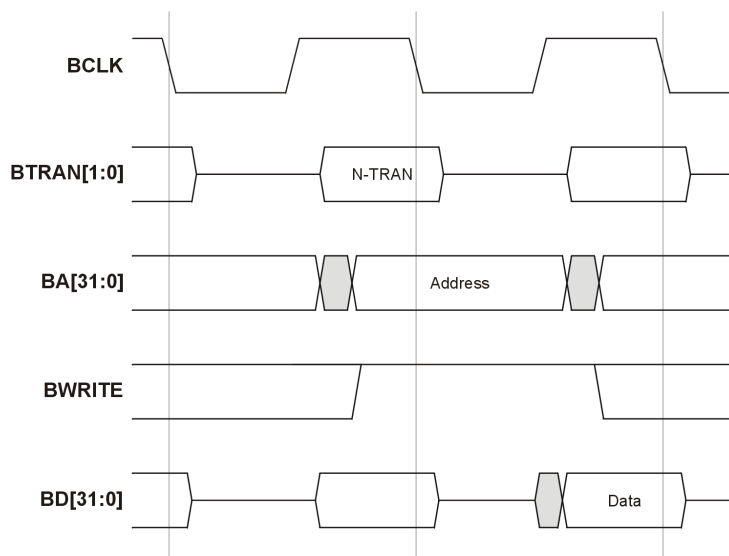 BCLK
BTRAN[1:0] N-TRAN
BA[31:0] Address
BWRITE
BD[31:0] Data